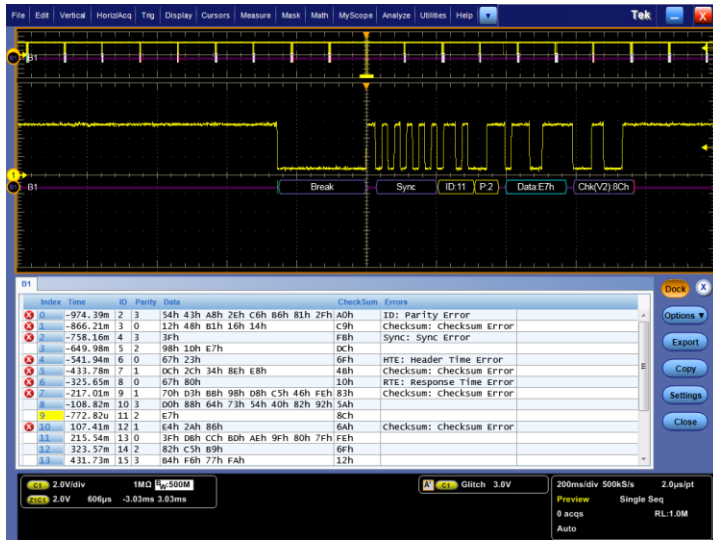 File Edit Vertical Horiz/Acq Trig Display Cursors Measure Mask Math MyScope Analyze Utilities Help Tek X
B1 B1
1
B1 B1 Break Sync ID:11 P:2 Data:E7h Chk(V2):8Ch
B1
Dock X
Index Time ID Parity Data CheckSum Errors
0 -974.39m 2 3 54h 43h A8h 2Eh C6h B6h 81h 2Fh A0h ID: Parity Error
1 -866.21m 3 0 12h 48h B1h 16h 14h C9h Checksum: Checksum Error
2 -758.16m 4 3 3Fh FBh Sync: Sync Error
3 -649.98m 5 2 98h 1Dh E7h DCh
4 -541.94m 6 0 67h 23h 6Fh HTE: Header Time Error
5 -433.78m 7 1 DCh 2Ch 34h 8Eh E8h 48h Checksum: Checksum Error
6 -325.65m 8 0 67h 80h 10h RTE: Response Time Error
7 -217.01m 9 1 70h D3h BBh 98h D8h C5h 46h FEh 83h Checksum: Checksum Error
8 -108.82m 10 3 D0h 88h 64h 73h 54h 40h 82h 92h 5Ah
9 -772.82u 11 2 E7h 8Ch
10 107.41m 12 1 E4h 2Ah 86h 6Ah Checksum: Checksum Error
11 215.54m 13 0 3Fh DBh CCh BDh AEh 9Fh 80h 7Fh FEh
12 323.57m 14 2 82h C5h B9h 6Fh
13 431.73m 15 3 B4h F6h 77h FAh 12h
Options
Export
Copy
Settings
Close
C1 2.0V/div 1MΩ BW:500M
Z1C1 2.0V 606µs -3.03ms 3.03ms
A' C1 Glitch 3.0V
200ms/div 500kS/s 2.0µs/pt
Preview Single Seq
0 acqs RL:1.0M
Auto